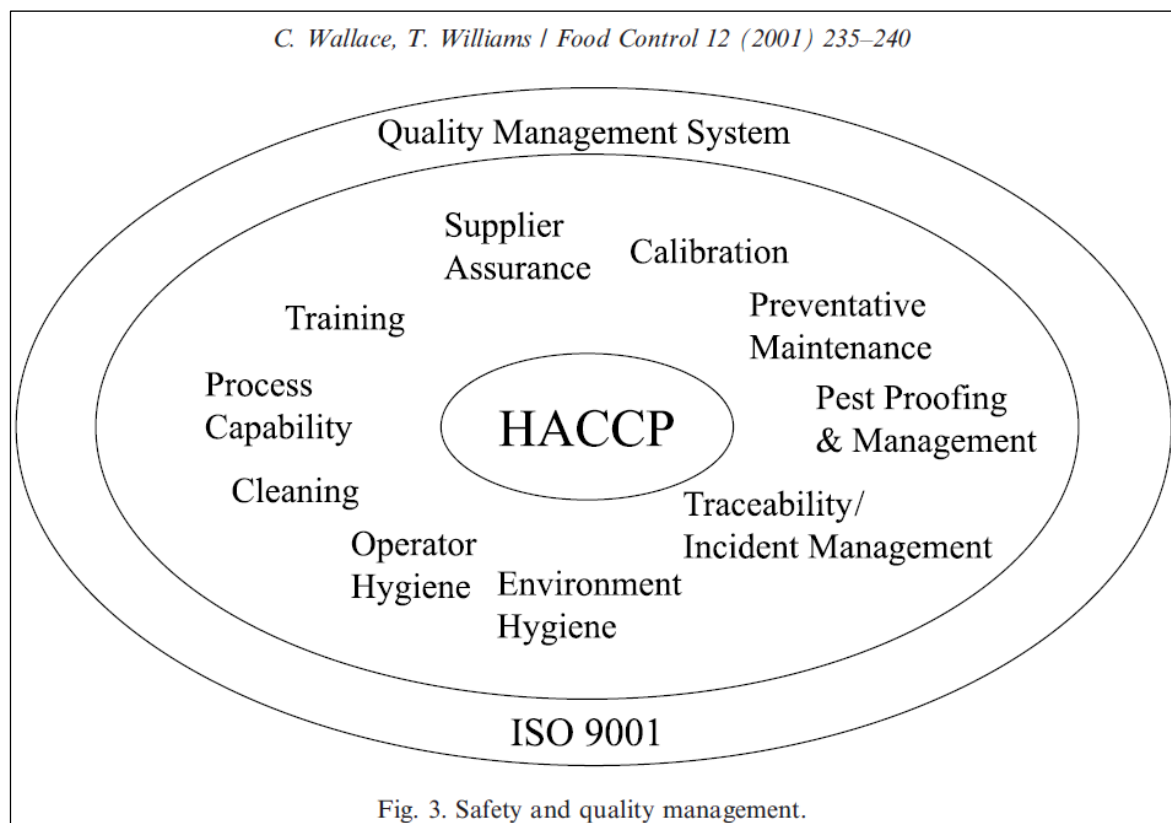 C. Wallace, T. Williams / Food Control 12 (2001) 235–240
Quality Management System
Supplier
Assurance
Calibration
Training
Preventative
Maintenance
Process
Capability
HACCP
Pest Proofing
& Management
Cleaning
Traceability/
Incident Management
Operator
Hygiene
Environment
Hygiene
ISO 9001
Fig. 3. Safety and quality management.